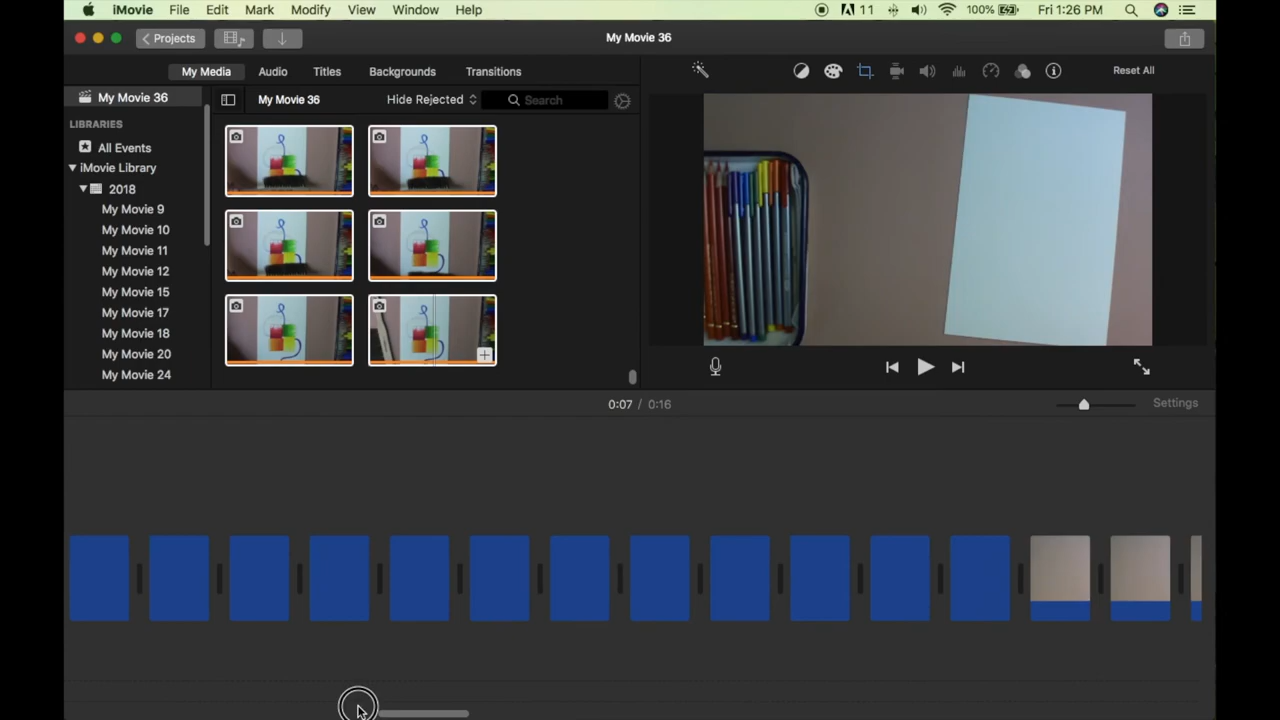 iMovie File Edit Mark Modify View Window Help 11 100% Fri 1:26 PM
Projects My Movie 36
My Media Audio Titles Backgrounds Transitions Reset All
My Movie 36 My Movie 36 Hide Rejected Search
LIBRARIES
All Events
iMovie Library
2018
My Movie 9
My Movie 10
My Movie 11
My Movie 12
My Movie 15
My Movie 17
My Movie 18
My Movie 20
My Movie 24
0:07 / 0:16 Settings